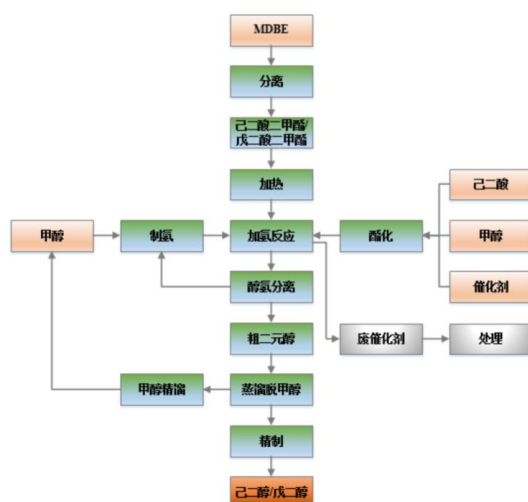 MDBE
分离
己二酸二甲酯/
戊二酸二甲酯
加热
己二酸
甲醇
制氢
加氢反应
酯化
甲醇
醇氢分离
催化剂
粗二元醇
废催化剂
处理
甲醇精馏
蒸馏脱甲醇
精制
己二醇/戊二醇